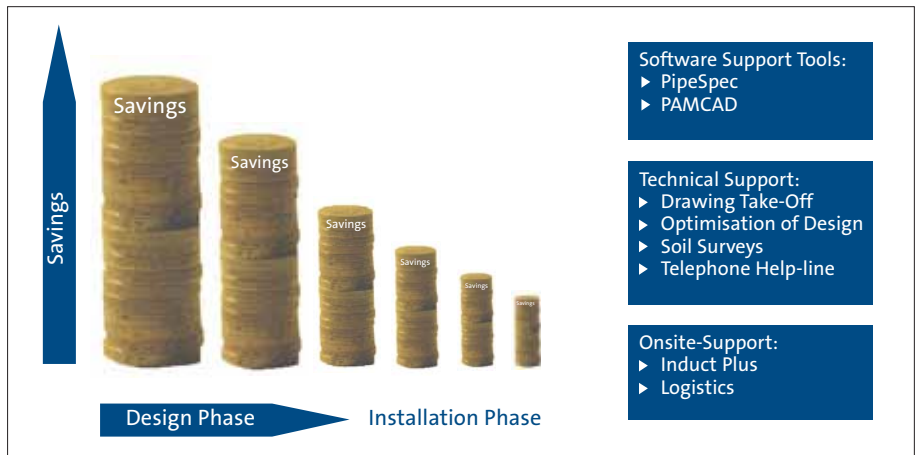 Savings
Savings
Savings
Savings
Savings
Savings
Savings
Design Phase
Installation Phase
Software Support Tools:
PipeSpec
PAMCAD
Technical Support:
Drawing Take-Off
Optimisation of Design
Soil Surveys
Telephone Help-line
Onsite-Support:
Induct Plus
Logistics